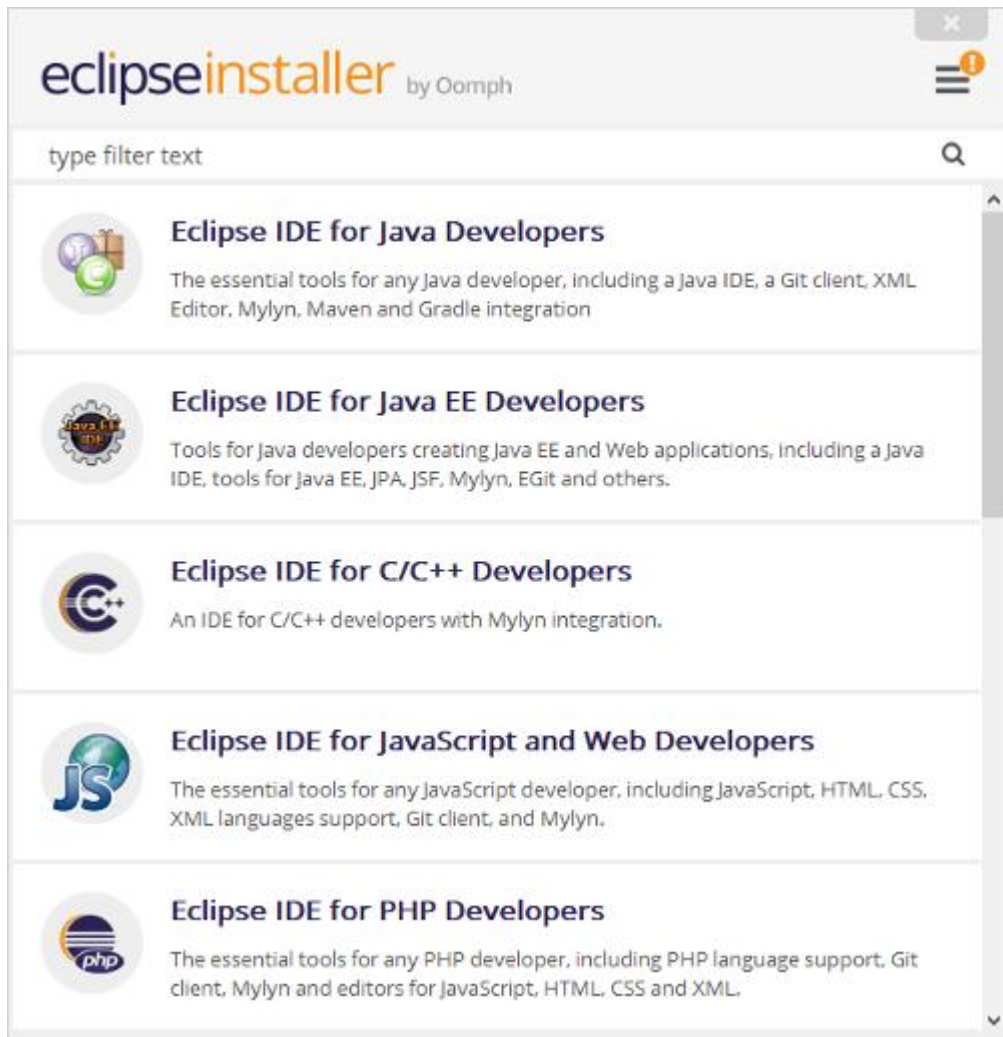 eclipseinstaller by Oomph
type filter text
Eclipse IDE for Java Developers
The essential tools for any Java developer, including a Java IDE, a Git client, XML
Editor, Mylyn, Maven and Gradle integration
Java EE
IDE
Eclipse IDE for Java EE Developers
Tools for Java developers creating Java EE and Web applications, including a Java
IDE, tools for Java EE, JPA, JSF, Mylyn, EGit and others.
C++
Eclipse IDE for C/C++ Developers
An IDE for C/C++ developers with Mylyn integration.
JS
Eclipse IDE for JavaScript and Web Developers
The essential tools for any JavaScript developer, including JavaScript, HTML, CSS,
XML languages support, Git client, and Mylyn.
php
Eclipse IDE for PHP Developers
The essential tools for any PHP developer, including PHP language support, Git
client, Mylyn and editors for JavaScript, HTML, CSS and XML.